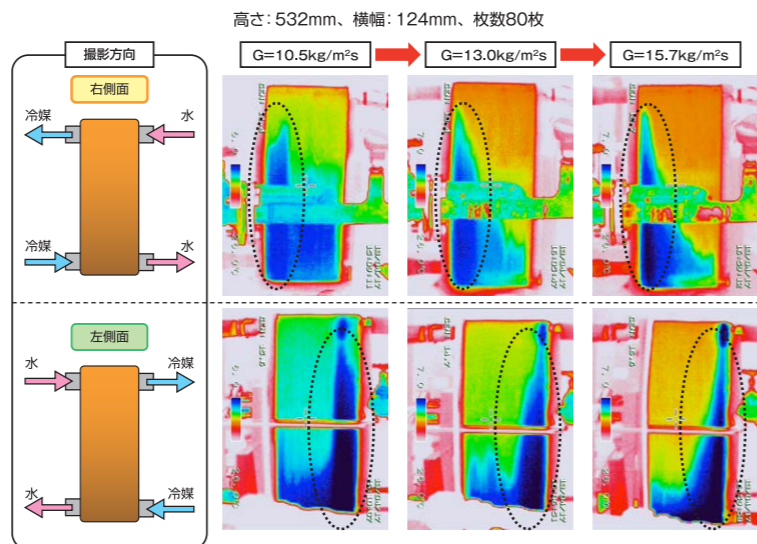 高さ：532mm、横幅：124mm、枚数80枚
撮影方向
G=10.5kg/m²s
G=13.0kg/m²s
G=15.7kg/m²s
右側面
冷媒
水
冷媒
水
左側面
水
冷媒
水
冷媒